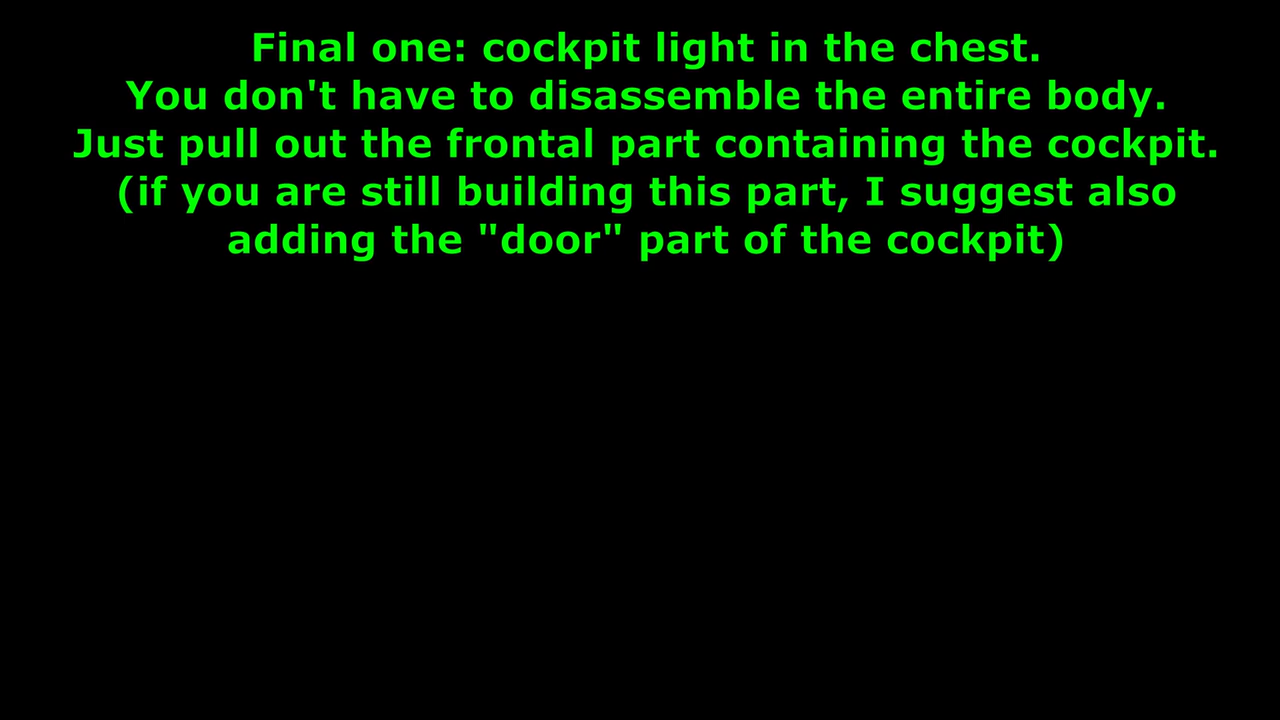 Final one: cockpit light in the chest.
You don't have to disassemble the entire body.
Just pull out the frontal part containing the cockpit.
(if you are still building this part, I suggest also
adding the "door" part of the cockpit)